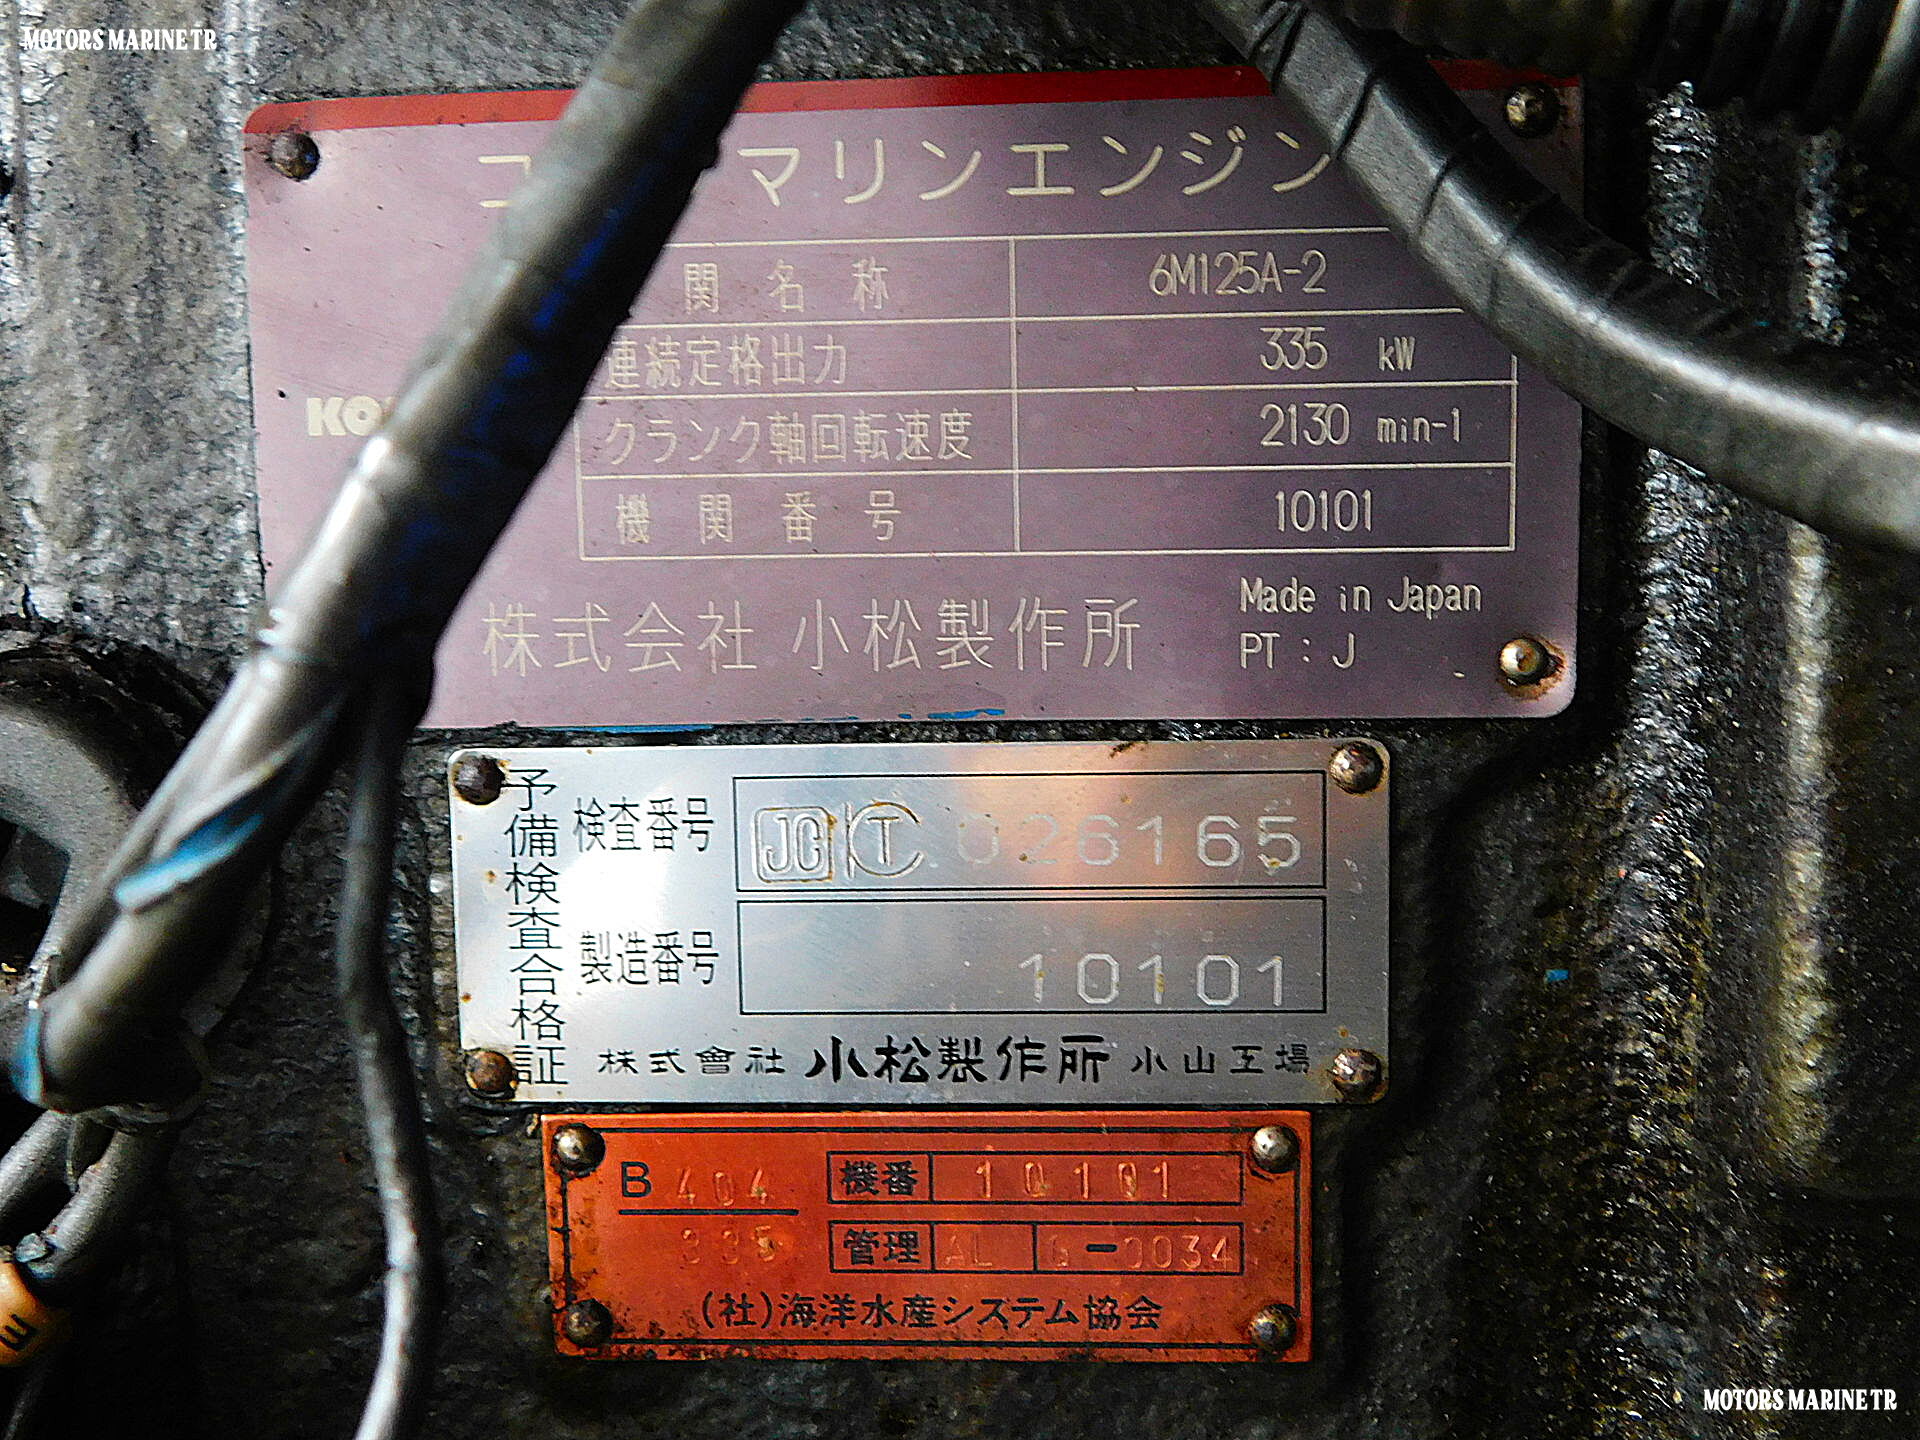 MOTORS MARINE TR
マリンエンジン
関名称 6M125A-2
連続定格出力 335 kW
クランク軸回転速度 2130 min-1
機関番号 10101
株式会社 小松製作所
Made in Japan
PT : J
予備検査合格証
検査番号 JCI T 026165
製造番号 10101
株式會社 小松製作所 小山工場
B 404
335
機番 10101
管理 AL 6-0034
(社)海洋水産システム協会
MOTORS MARINE TR